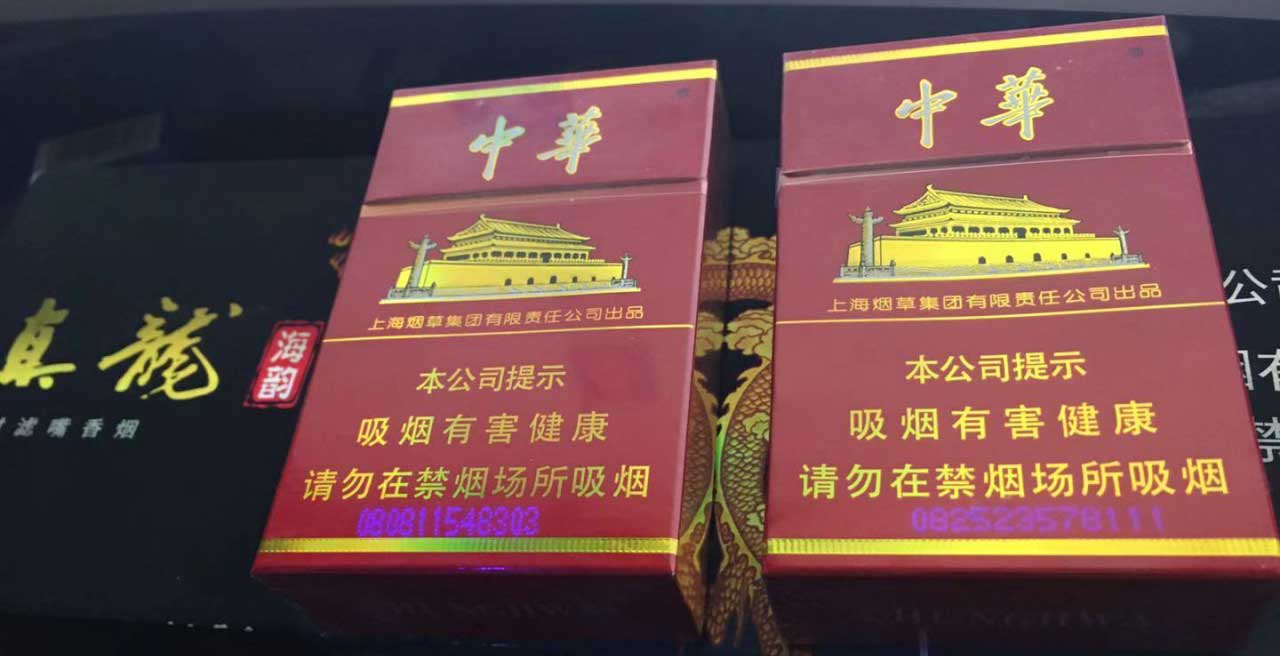 中華
上海烟草集团有限责任公司出品
本公司提示
吸烟有害健康
请勿在禁烟场所吸烟
080811548303
中華
上海烟草集团有限责任公司出品
本公司提示
吸烟有害健康
请勿在禁烟场所吸烟
082523578111
真龍
海韵
滤嘴香烟
公司
有
禁